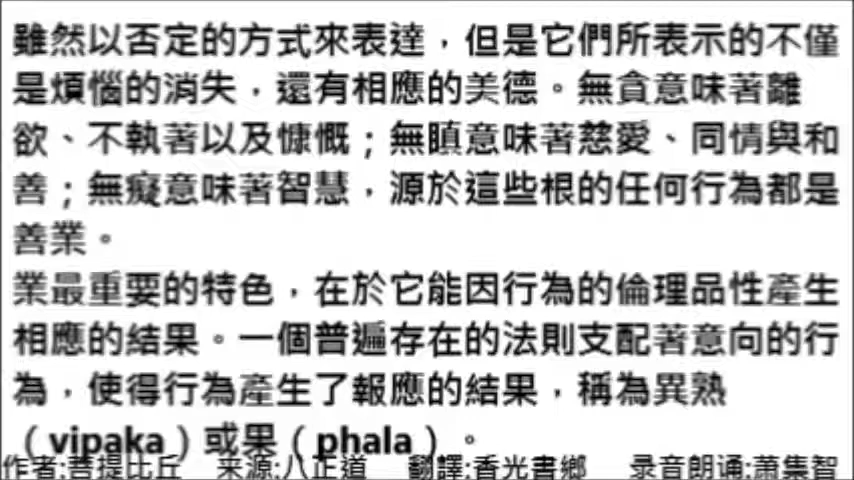 雖然以否定的方式來表達，但是它們所表示的不僅
是煩惱的消失，還有相應的美德。無貪意味著離
欲、不執著以及慷慨；無瞋意味著慈愛、同情與和
善；無癡意味著智慧，源於這些根的任何行為都是
善業。
業最重要的特色，在於它能因行為的倫理品性產生
相應的結果。一個普遍存在的法則支配著意向的行
為，使得行為產生了報應的結果，稱為異熟
（vipaka）或果（phala）。
作者:菩提比丘 来源:八正道 翻譯:香光書鄉 录音朗诵:萧集智